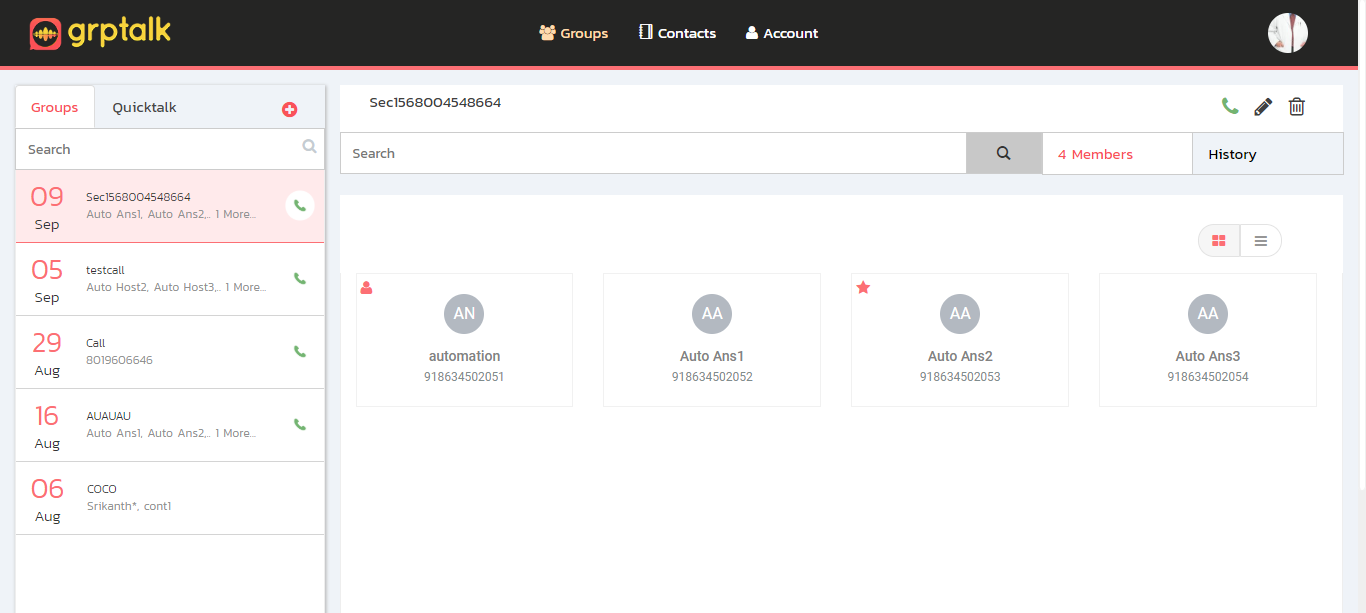 grptalk
Groups
Contacts
Account
Groups
Quicktalk
Search
09
Sep
Sec1568004548664
Auto Ans1, Auto Ans2,.. 1 More...
05
Sep
testcall
Auto Host2, Auto Host3,.. 1 More...
29
Aug
Call
8019606646
16
Aug
AUAUAU
Auto Ans1, Auto Ans2,.. 1 More...
06
Aug
COCO
Srikanth*, cont1
Sec1568004548664
Search
4 Members
History
AN
automation
918634502051
AA
Auto Ans1
918634502052
AA
Auto Ans2
918634502053
AA
Auto Ans3
918634502054